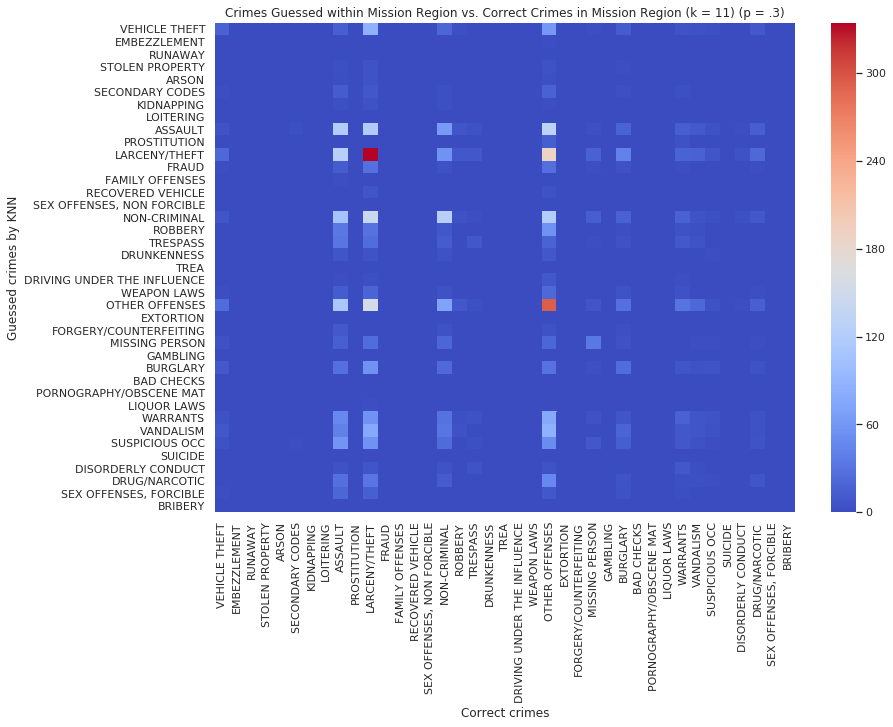 Crimes Guessed within Mission Region vs. Correct Crimes in Mission Region (k = 11) (p = .3)
Guessed crimes by KNN
VEHICLE THEFT
EMBEZZLEMENT
RUNAWAY
STOLEN PROPERTY
ARSON
SECONDARY CODES
KIDNAPPING
LOITERING
ASSAULT
PROSTITUTION
LARCENY/THEFT
FRAUD
FAMILY OFFENSES
RECOVERED VEHICLE
SEX OFFENSES, NON FORCIBLE
NON-CRIMINAL
ROBBERY
TRESPASS
DRUNKENNESS
TREA
DRIVING UNDER THE INFLUENCE
WEAPON LAWS
OTHER OFFENSES
EXTORTION
FORGERY/COUNTERFEITING
MISSING PERSON
GAMBLING
BURGLARY
BAD CHECKS
PORNOGRAPHY/OBSCENE MAT
LIQUOR LAWS
WARRANTS
VANDALISM
SUSPICIOUS OCC
SUICIDE
DISORDERLY CONDUCT
DRUG/NARCOTIC
SEX OFFENSES, FORCIBLE
BRIBERY
300
240
180
120
60
0
VEHICLE THEFT
EMBEZZLEMENT
RUNAWAY
STOLEN PROPERTY
ARSON
SECONDARY CODES
KIDNAPPING
LOITERING
ASSAULT
PROSTITUTION
LARCENY/THEFT
FRAUD
FAMILY OFFENSES
RECOVERED VEHICLE
SEX OFFENSES, NON FORCIBLE
NON-CRIMINAL
ROBBERY
TRESPASS
DRUNKENNESS
TREA
DRIVING UNDER THE INFLUENCE
WEAPON LAWS
OTHER OFFENSES
EXTORTION
FORGERY/COUNTERFEITING
MISSING PERSON
GAMBLING
BURGLARY
BAD CHECKS
PORNOGRAPHY/OBSCENE MAT
LIQUOR LAWS
WARRANTS
VANDALISM
SUSPICIOUS OCC
SUICIDE
DISORDERLY CONDUCT
DRUG/NARCOTIC
SEX OFFENSES, FORCIBLE
BRIBERY
Correct crimes